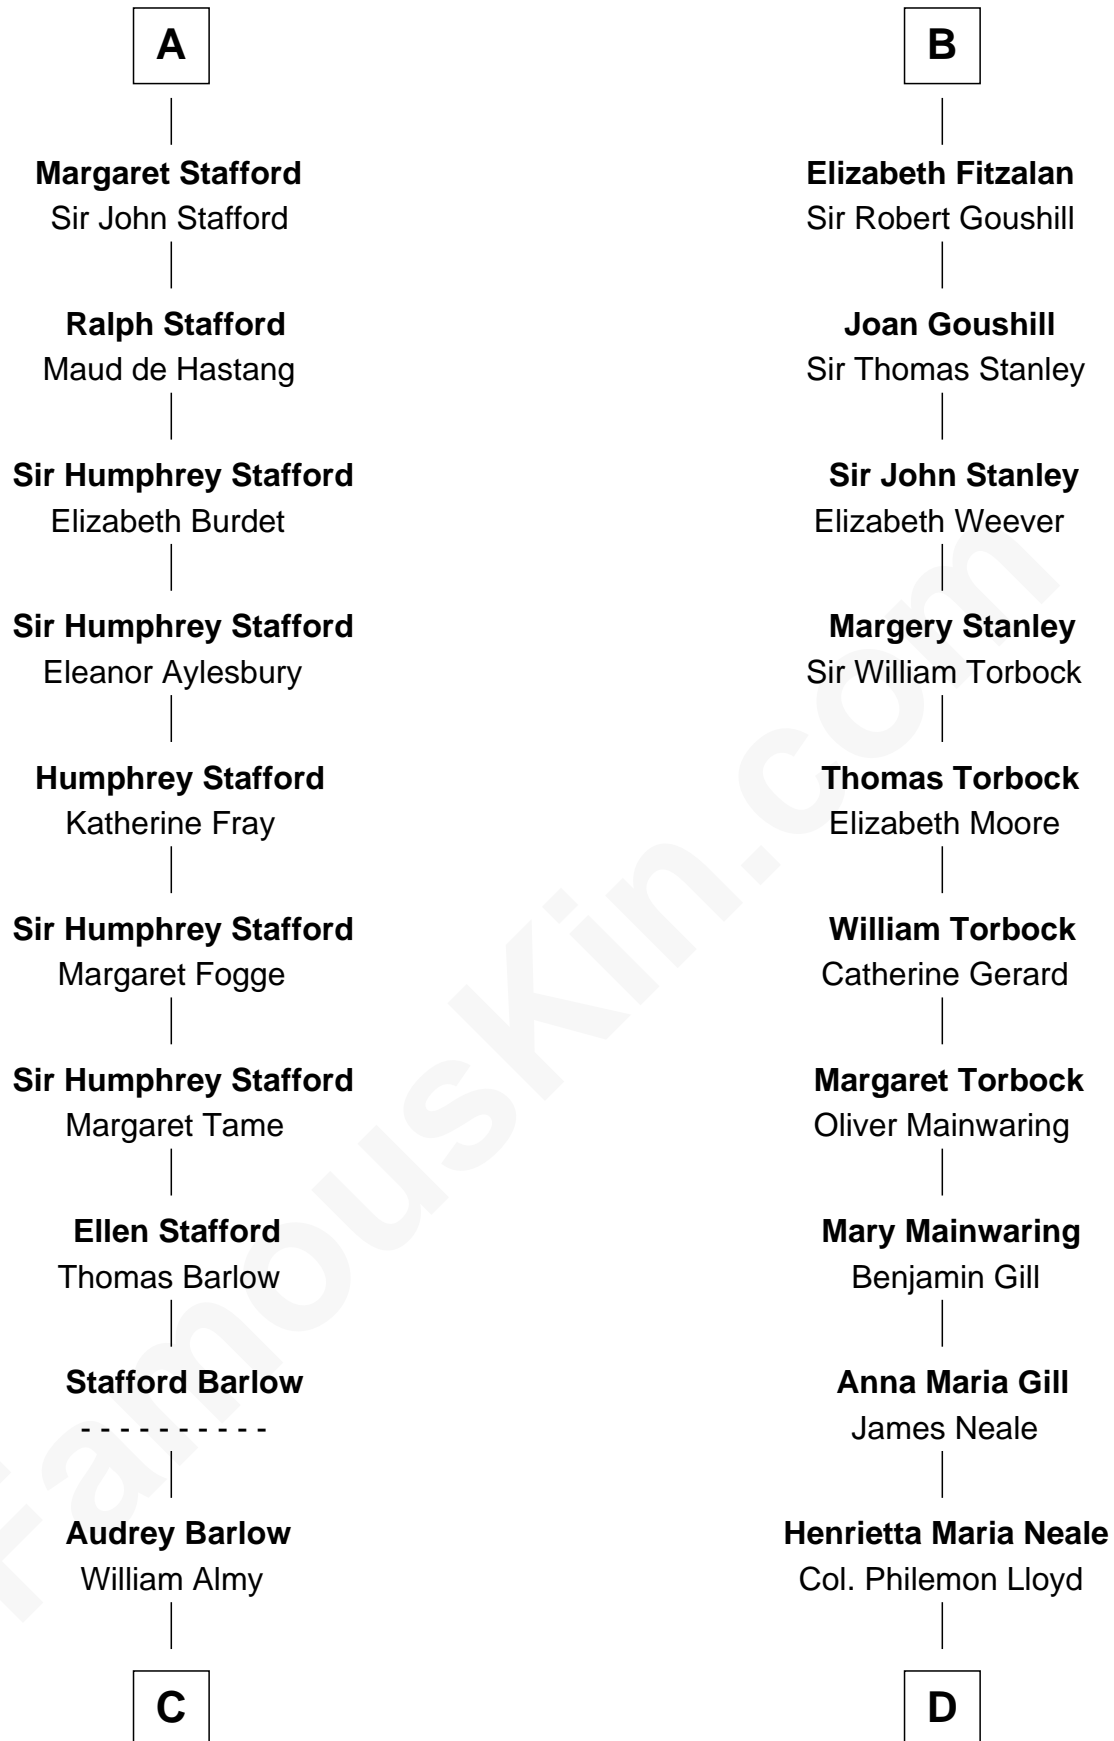 A
Margaret Stafford
Sir John Stafford
Ralph Stafford
Maud de Hastang
Sir Humphrey Stafford
Elizabeth Burdet
Sir Humphrey Stafford
Eleanor Aylesbury
Humphrey Stafford
Katherine Fray
Sir Humphrey Stafford
Margaret Fogge
Sir Humphrey Stafford
Margaret Tame
Ellen Stafford
Thomas Barlow
Stafford Barlow
- - - - - - - - - -
Audrey Barlow
William Almy
C
B
Elizabeth Fitzalan
Sir Robert Goushill
Joan Goushill
Sir Thomas Stanley
Sir John Stanley
Elizabeth Weever
Margery Stanley
Sir William Torbock
Thomas Torbock
Elizabeth Moore
William Torbock
Catherine Gerard
Margaret Torbock
Oliver Mainwaring
Mary Mainwaring
Benjamin Gill
Anna Maria Gill
James Neale
Henrietta Maria Neale
Col. Philemon Lloyd
D
FamousKin.com